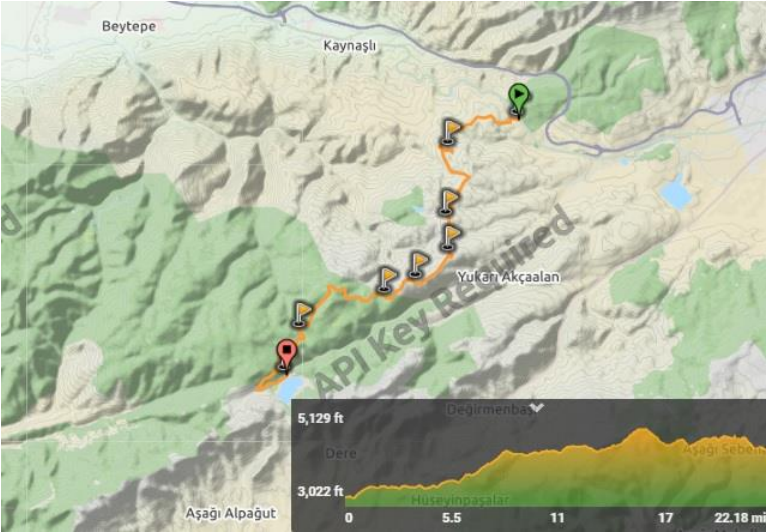 Beytepe
Kaynaşlı
Yukarı Akçaalan
API Key Required
d
Değirmenbaşı
5,129 ft
Dere
Aşağı Seben
3,022 ft
Hüseyinpaşalar
0 5.5 11 17 22.18 mi
Aşağı Alpağut